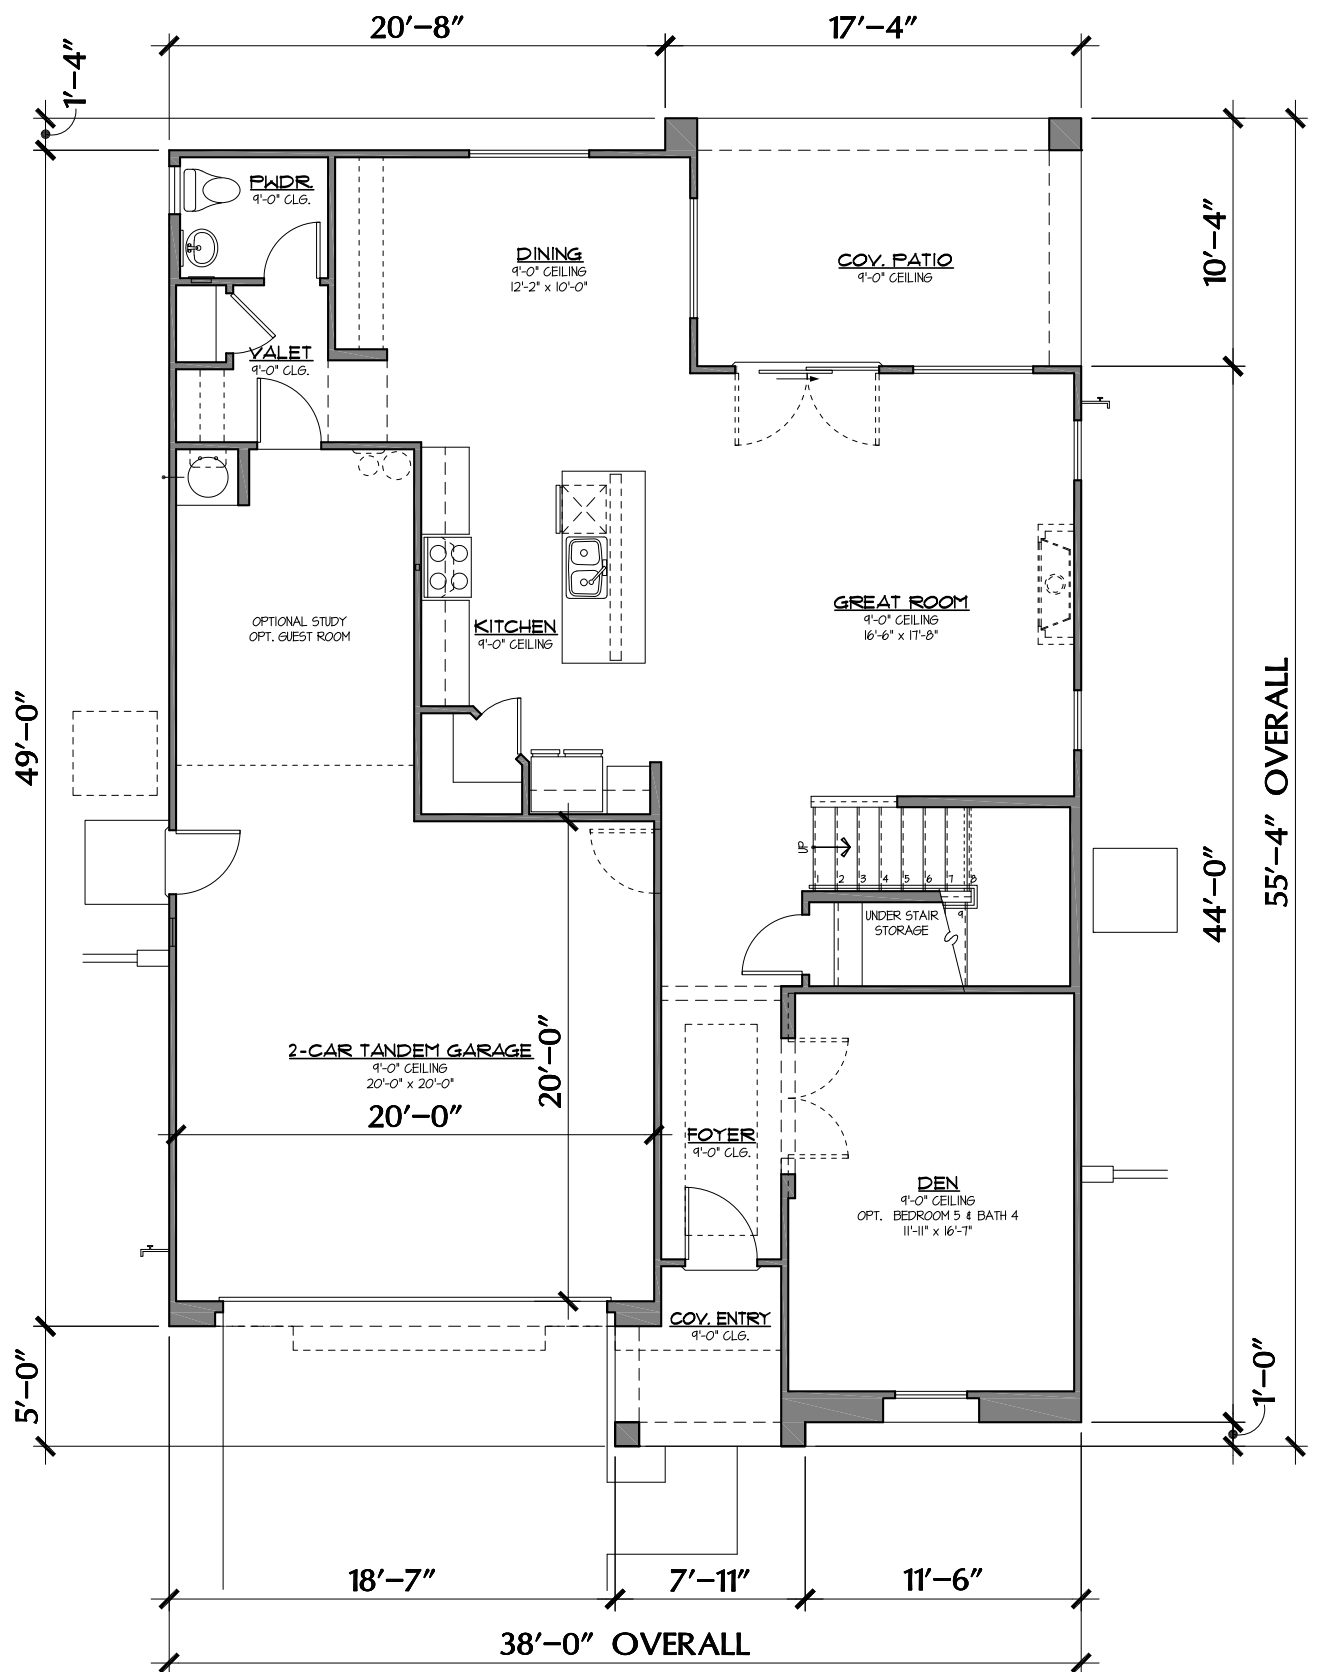 20'-8"
17'-4"
1'-4"
PWDR.
9'-0" CLG.
DINING
9'-0" CEILING
12'-2" x 10'-0"
COV. PATIO
9'-0" CEILING
10'-4"
VALET
9'-0" CLG.
OPTIONAL STUDY
OPT. GUEST ROOM
KITCHEN
9'-0" CEILING
GREAT ROOM
9'-0" CEILING
16'-6" x 17'-8"
49'-0"
55'-4" OVERALL
UP
1 2 3 4 5 6 7 8
9
UNDER STAIR
STORAGE
44'-0"
2-CAR TANDEM GARAGE
9'-0" CEILING
20'-0" x 20'-0"
20'-0"
20'-0"
FOYER
9'-0" CLG.
DEN
9'-0" CEILING
OPT. BEDROOM 5 & BATH 4
11'-11" x 16'-7"
COV. ENTRY
9'-0" CLG.
5'-0"
1'-0"
18'-7"
7'-11"
11'-6"
38'-0" OVERALL